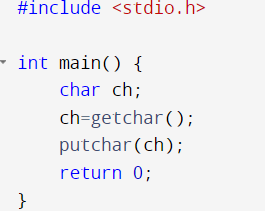 #include <stdio.h>
int main() {
    char ch;
    ch=getchar();
    putchar(ch);
    return 0;
}